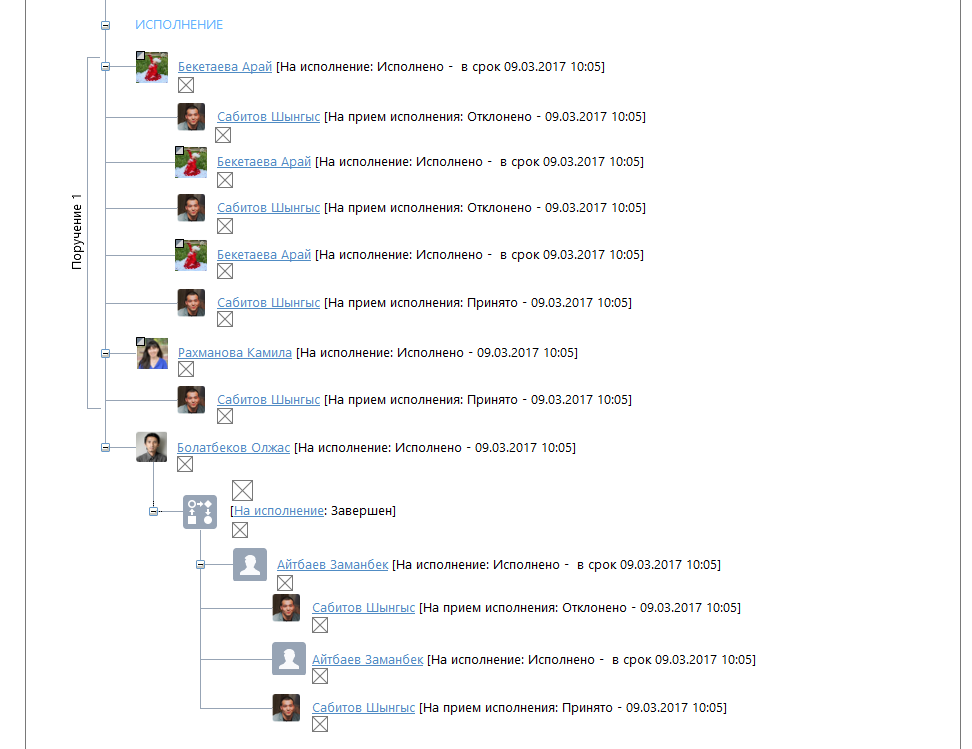 ИСПОЛНЕНИЕ
Бекетаева Арай [На исполнение: Исполнено - в срок 09.03.2017 10:05]
Сабитов Шынгыс [На прием исполнения: Отклонено - 09.03.2017 10:05]
Бекетаева Арай [На исполнение: Исполнено - в срок 09.03.2017 10:05]
Сабитов Шынгыс [На прием исполнения: Отклонено - 09.03.2017 10:05]
Поручение 1
Бекетаева Арай [На исполнение: Исполнено - в срок 09.03.2017 10:05]
Сабитов Шынгыс [На прием исполнения: Принято - 09.03.2017 10:05]
Рахманова Камила [На исполнение: Исполнено - 09.03.2017 10:05]
Сабитов Шынгыс [На прием исполнения: Принято - 09.03.2017 10:05]
Болатбеков Олжас [На исполнение: Исполнено - 09.03.2017 10:05]
[На исполнение: Завершен]
Айтбаев Заманбек [На исполнение: Исполнено - в срок 09.03.2017 10:05]
Сабитов Шынгыс [На прием исполнения: Отклонено - 09.03.2017 10:05]
Айтбаев Заманбек [На исполнение: Исполнено - в срок 09.03.2017 10:05]
Сабитов Шынгыс [На прием исполнения: Принято - 09.03.2017 10:05]